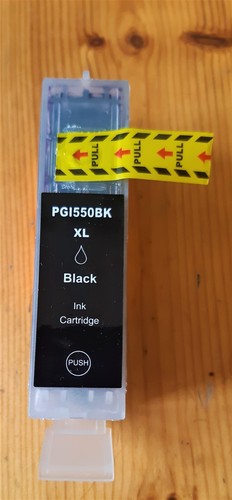 PULL PULL PULL
PGI550BK
XL
Black
Ink
Cartridge
PUSH